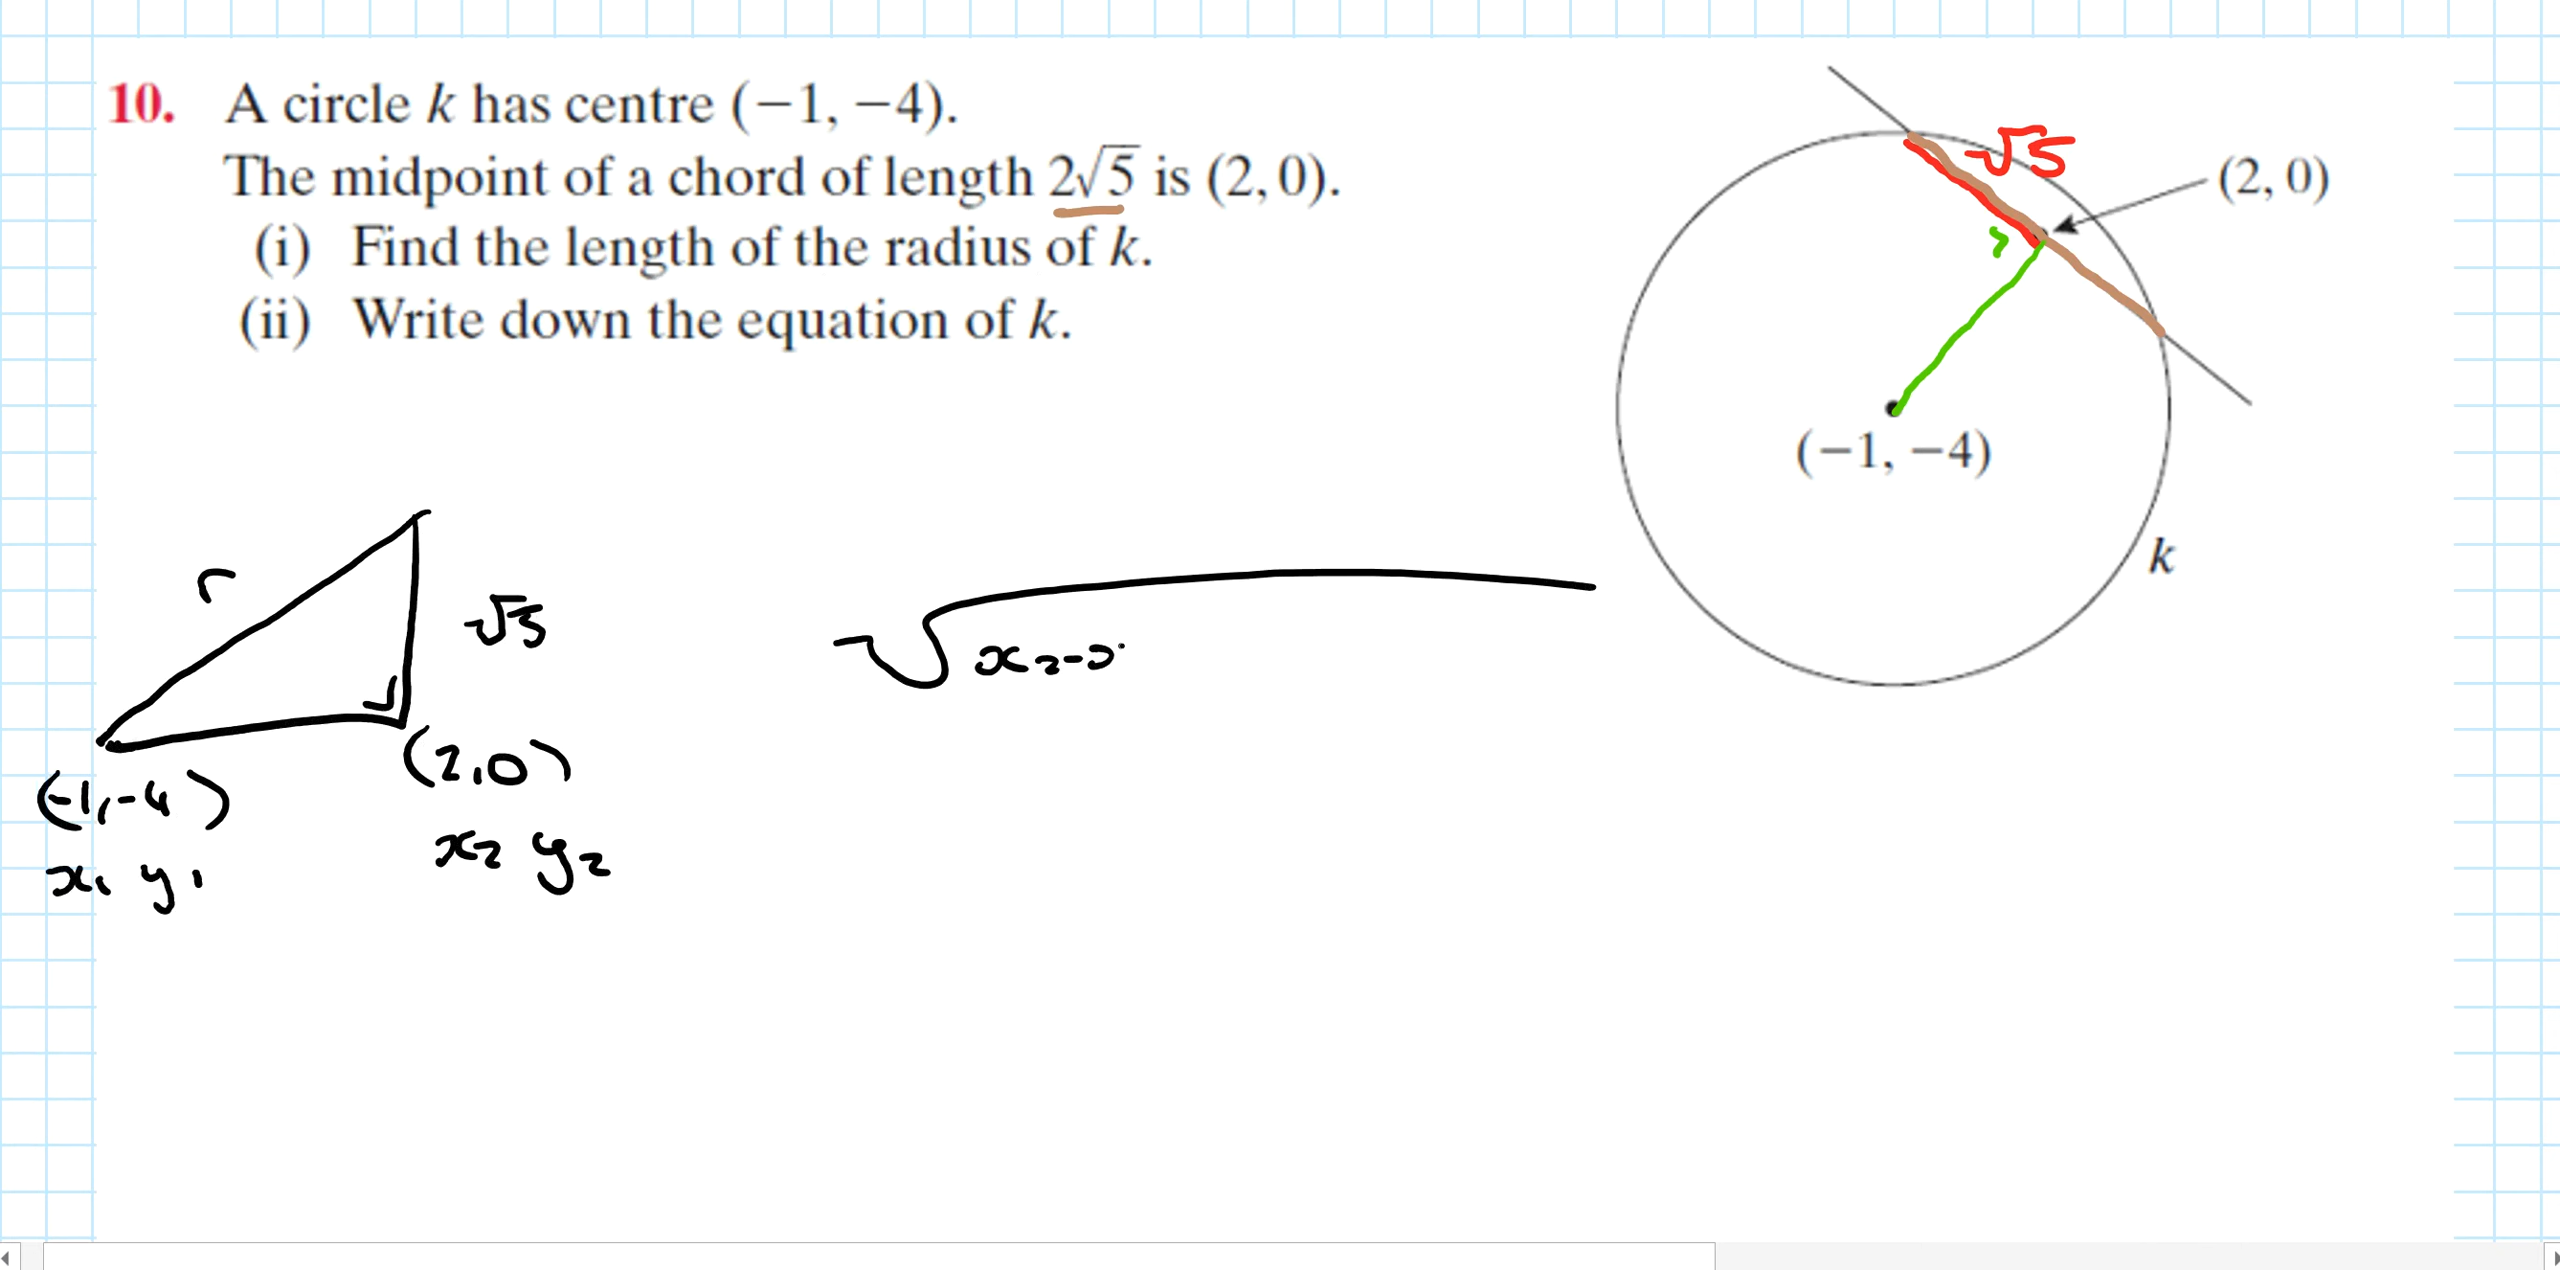 10. A circle k has centre (−1, −4).
The midpoint of a chord of length 2√5 is (2, 0).
(i) Find the length of the radius of k.
(ii) Write down the equation of k.
√5
(2, 0)
(−1, −4)
k
r
√5
(2,0)
(-1,-4)
x₂ y₂
x₁ y₁
√x₂-